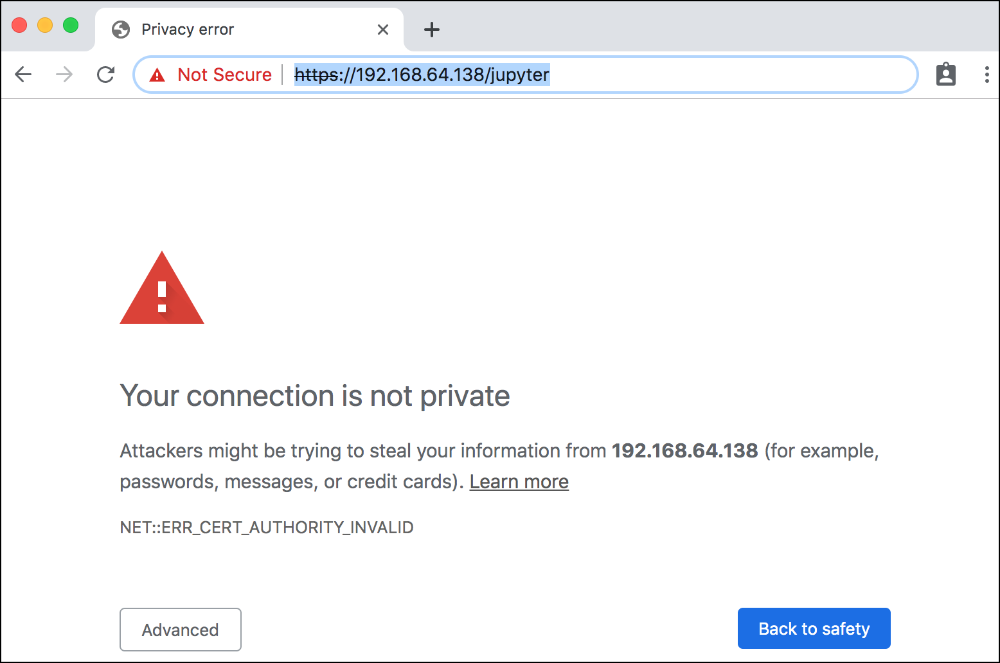 Privacy error
Not Secure https://192.168.64.138/jupyter
Your connection is not private
Attackers might be trying to steal your information from 192.168.64.138 (for example,
passwords, messages, or credit cards). Learn more
NET::ERR_CERT_AUTHORITY_INVALID
Advanced
Back to safety